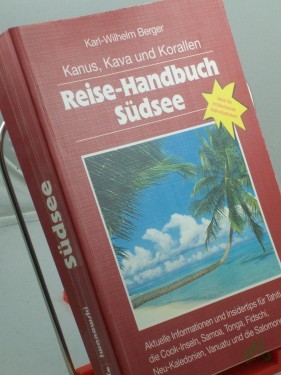 Karl-Wilhelm Berger
Kanus, Kava und Korallen
Reise-Handbuch
Südsee
Aktuelle Informationen und Insidertips für Tahiti,
die Cook-Inseln, Samoa, Tonga, Fidschi,
Neu-Kaledonien, Vanuatu und die Salomonen
Südsee